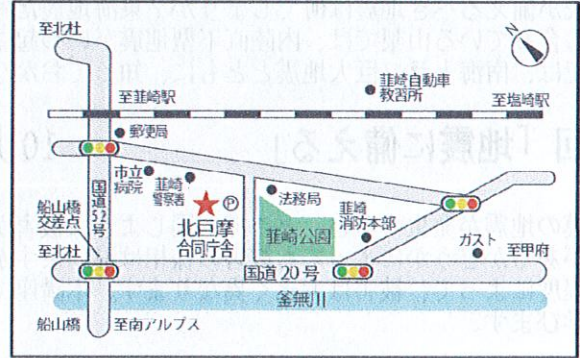 至北杜
N
至韮崎駅
韮崎自動車
教習所
至塩崎駅
郵便局
国道52号
市立
病院
韮崎
警察署
P
北巨摩
合同庁舎
法務局
韮崎公園
韮崎
消防本部
ガスト
至甲府
船山橋
交差点
至北杜
国道20号
釜無川
船山橋
至南アルプス